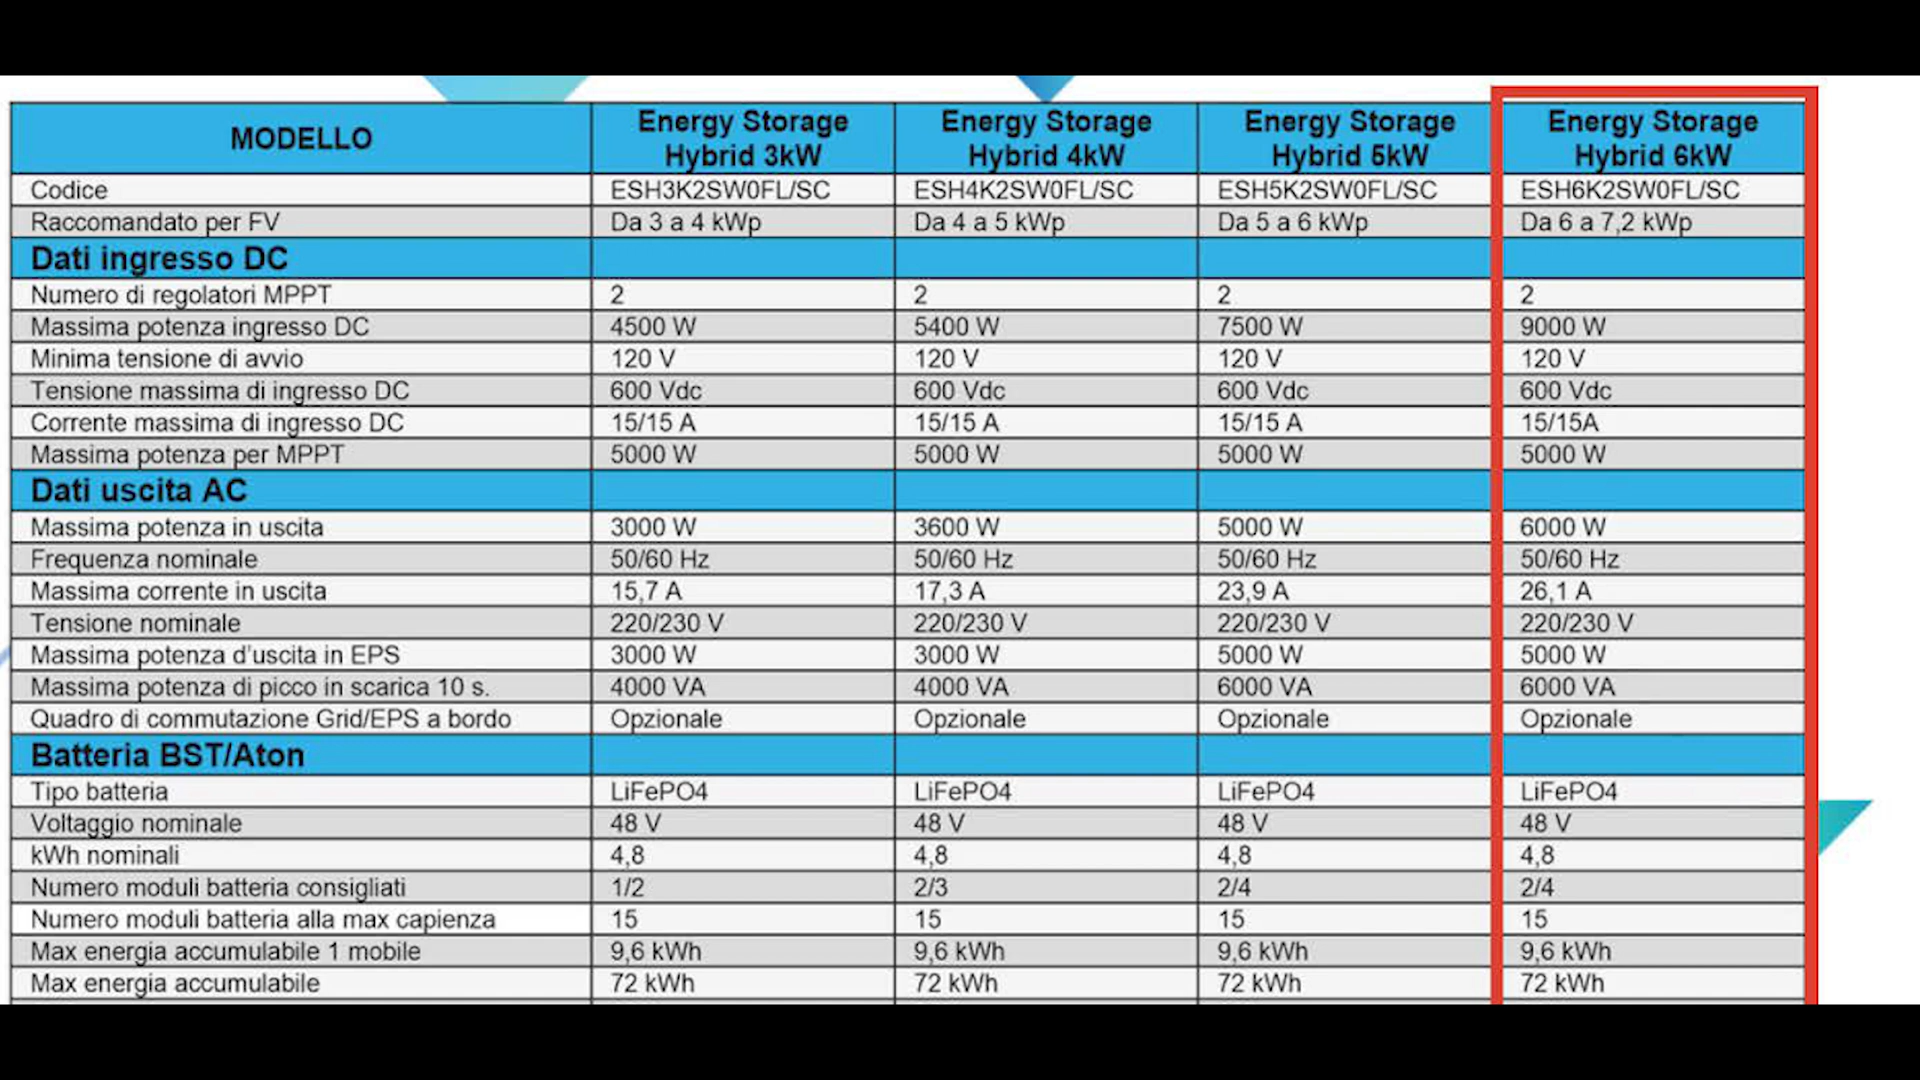 MODELLO Energy Storage Hybrid 3kW Energy Storage Hybrid 4kW Energy Storage Hybrid 5kW Energy Storage Hybrid 6kW
Codice ESH3K2SW0FL/SC ESH4K2SW0FL/SC ESH5K2SW0FL/SC ESH6K2SW0FL/SC
Raccomandato per FV Da 3 a 4 kWp Da 4 a 5 kWp Da 5 a 6 kWp Da 6 a 7,2 kWp
Dati ingresso DC
Numero di regolatori MPPT 2 2 2 2
Massima potenza ingresso DC 4500 W 5400 W 7500 W 9000 W
Minima tensione di avvio 120 V 120 V 120 V 120 V
Tensione massima di ingresso DC 600 Vdc 600 Vdc 600 Vdc 600 Vdc
Corrente massima di ingresso DC 15/15 A 15/15 A 15/15 A 15/15A
Massima potenza per MPPT 5000 W 5000 W 5000 W 5000 W
Dati uscita AC
Massima potenza in uscita 3000 W 3600 W 5000 W 6000 W
Frequenza nominale 50/60 Hz 50/60 Hz 50/60 Hz 50/60 Hz
Massima corrente in uscita 15,7 A 17,3 A 23,9 A 26,1 A
Tensione nominale 220/230 V 220/230 V 220/230 V 220/230 V
Massima potenza d'uscita in EPS 3000 W 3000 W 5000 W 5000 W
Massima potenza di picco in scarica 10 s. 4000 VA 4000 VA 6000 VA 6000 VA
Quadro di commutazione Grid/EPS a bordo Opzionale Opzionale Opzionale Opzionale
Batteria BST/Aton
Tipo batteria LiFePO4 LiFePO4 LiFePO4 LiFePO4
Voltaggio nominale 48 V 48 V 48 V 48 V
kWh nominali 4,8 4,8 4,8 4,8
Numero moduli batteria consigliati 1/2 2/3 2/4 2/4
Numero moduli batteria alla max capienza 15 15 15 15
Max energia accumulabile 1 mobile 9,6 kWh 9,6 kWh 9,6 kWh 9,6 kWh
Max energia accumulabile 72 kWh 72 kWh 72 kWh 72 kWh